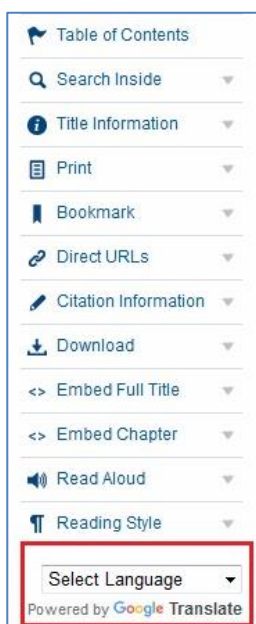 Table of Contents
Search Inside
Title Information
Print
Bookmark
Direct URLs
Citation Information
Download
Embed Full Title
Embed Chapter
Read Aloud
Reading Style
Select Language
Powered by Google Translate